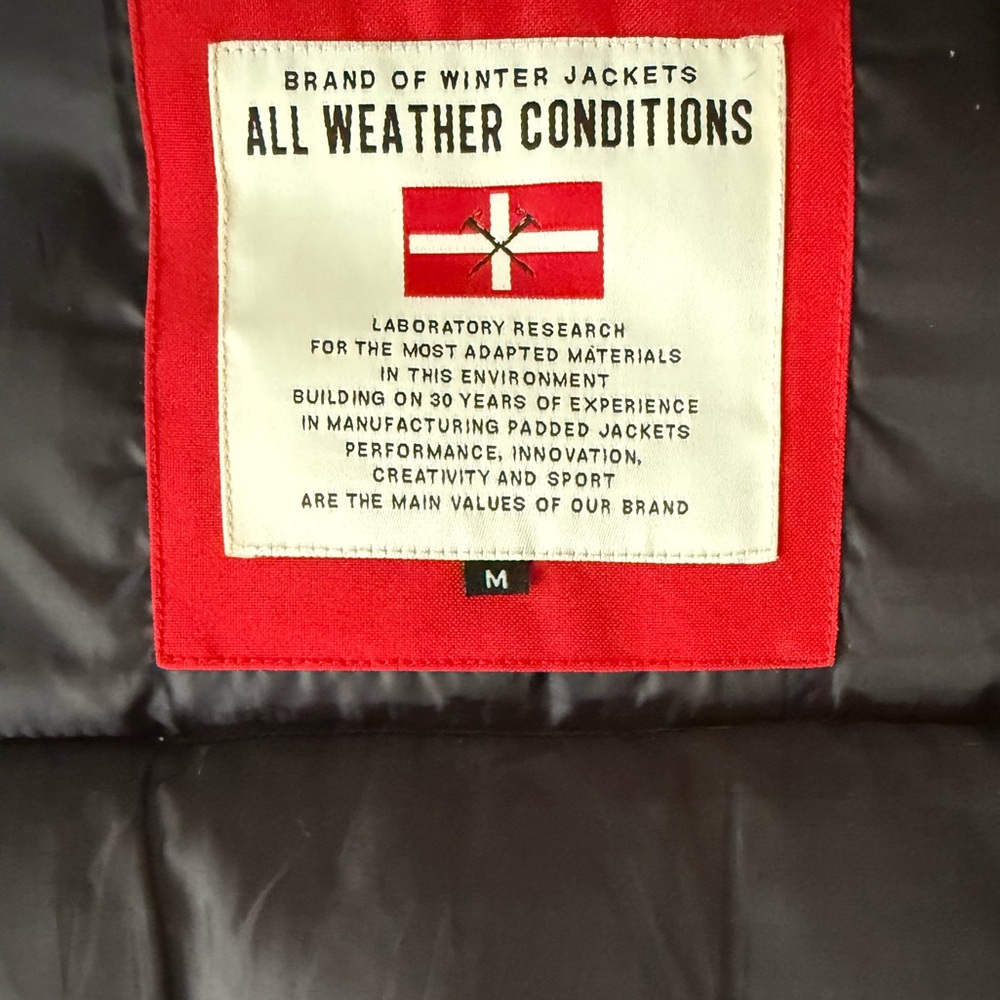 BRAND OF WINTER JACKETS
ALL WEATHER CONDITIONS
LABORATORY RESEARCH
FOR THE MOST ADAPTED MATERIALS
IN THIS ENVIRONMENT
BUILDING ON 30 YEARS OF EXPERIENCE
IN MANUFACTURING PADDED JACKETS
PERFORMANCE, INNOVATION,
CREATIVITY AND SPORT
ARE THE MAIN VALUES OF OUR BRAND
M